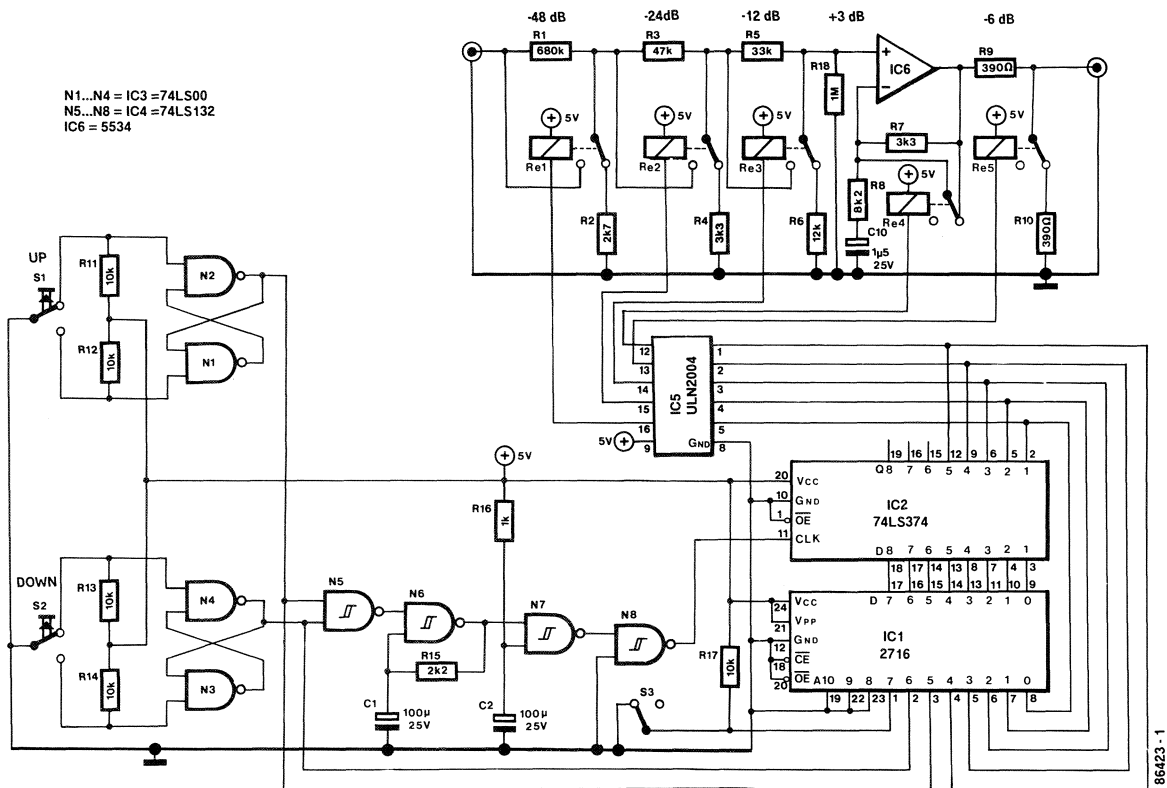 -48 dB
-24dB
-12 dB
+3 dB
-6 dB
R1
680k
R3
47k
R5
33k
R18
1M
IC6
+
−
R9
390Ω
N1...N4 = IC3 =74LS00
N5...N8 = IC4 =74LS132
IC6 = 5534
5V
Re1
5V
Re2
5V
Re3
R7
3k3
5V
Re4
5V
Re5
R8
8k2
C10
1µ5
25V
R2
2k7
R4
3k3
R6
12k
R10
390Ω
UP
S1
R11
10k
R12
10k
N2
N1
IC5
ULN2004
12
13
14
15
16
9
1
2
3
4
5
GND
8
5V
5V
R16
1k
DOWN
S2
R13
10k
R14
10k
N4
N3
N5
N6
N7
N8
R15
2k2
C1
100µ
25V
C2
100µ
25V
R17
10k
S3
19 16 15 12 9 6 5 2
Q8 7 6 5 4 3 2 1
20 VCC
10 GND
1 OE
11 CLK
IC2
74LS374
D8 7 6 5 4 3 2 1
18 17 14 13 8 7 4 3
17 16 15 14 13 11 10 9
D 7 6 5 4 3 2 1 0
24 VCC
21 VPP
12 GND
18 CE
20 OE
IC1
2716
A10 9 8 7 6 5 4 3 2 1 0
19 22 23 1 2 3 4 5 6 7 8
86423 - 1